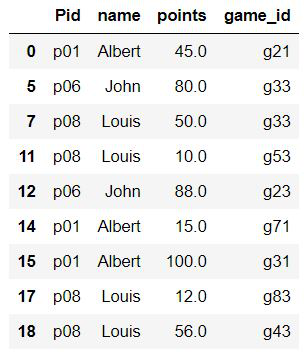 Pid name points game_id
0 p01 Albert 45.0 g21
5 p06 John 80.0 g33
7 p08 Louis 50.0 g33
11 p08 Louis 10.0 g53
12 p06 John 88.0 g23
14 p01 Albert 15.0 g71
15 p01 Albert 100.0 g31
17 p08 Louis 12.0 g83
18 p08 Louis 56.0 g43